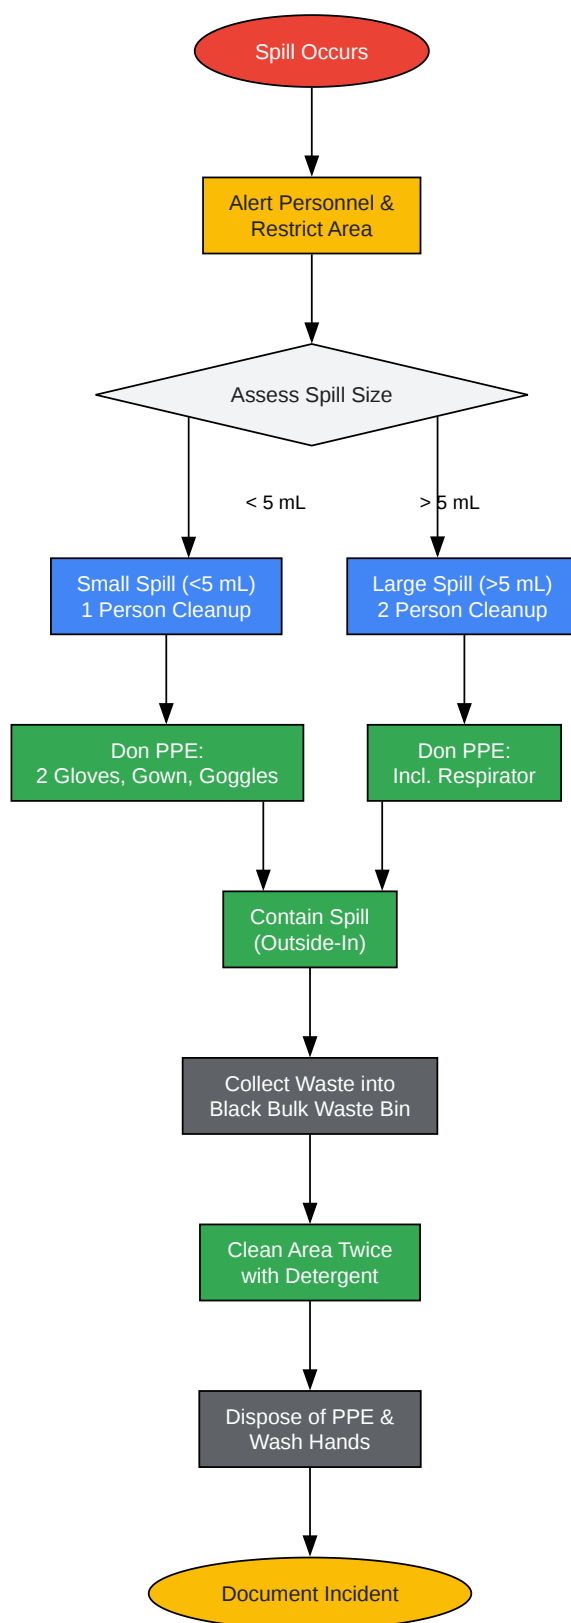 Spill Occurs
Alert Personnel &
Restrict Area
Assess Spill Size
< 5 mL
> 5 mL
Small Spill (<5 mL)
1 Person Cleanup
Large Spill (>5 mL)
2 Person Cleanup
Don PPE:
2 Gloves, Gown, Goggles
Don PPE:
Incl. Respirator
Contain Spill
(Outside-In)
Collect Waste into
Black Bulk Waste Bin
Clean Area Twice
with Detergent
Dispose of PPE &
Wash Hands
Document Incident